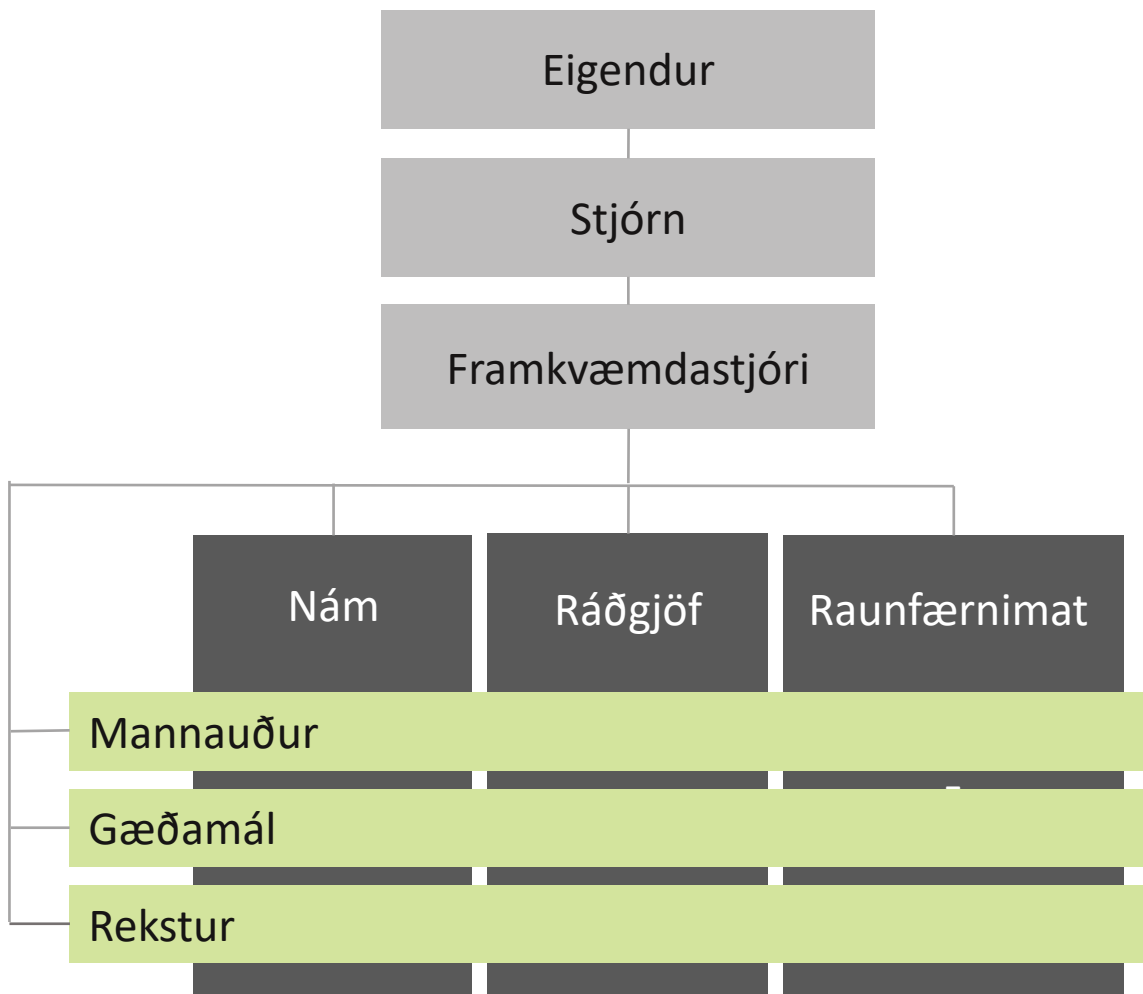 Eigendur
Stjórn
Framkvæmdastjóri
Nám
Ráðgjöf
Raunfærnimat
Mannauður
Gæðamál
Rekstur